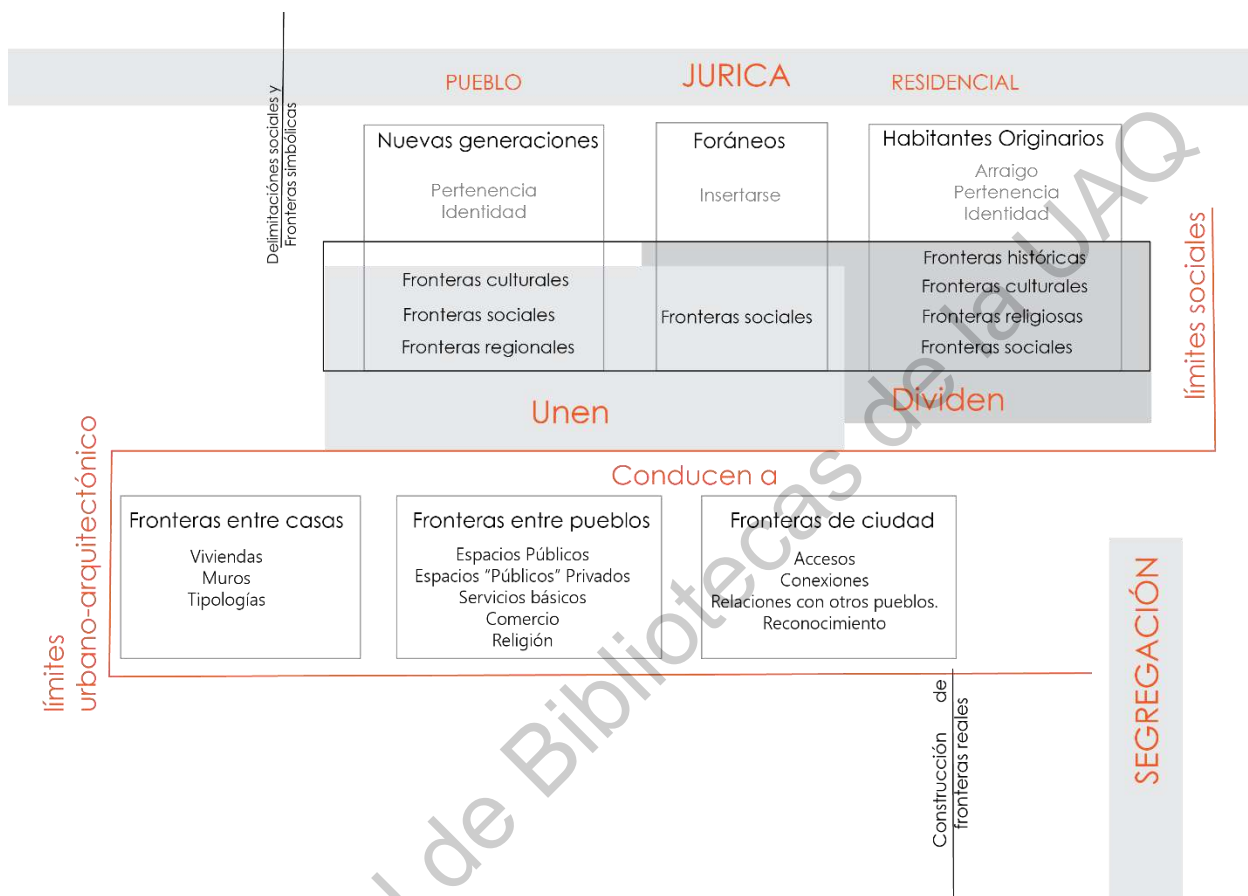 PUEBLO
JURICA
RESIDENCIAL
Delimitaciónes sociales y
Fronteras simbólicas
Nuevas generaciones
Pertenencia
Identidad
Foráneos
Insertarse
Habitantes Originarios
Arraigo
Pertenencia
Identidad
Fronteras culturales
Fronteras sociales
Fronteras regionales
Fronteras sociales
Fronteras históricas
Fronteras culturales
Fronteras religiosas
Fronteras sociales
Unen
Dividen
límites sociales
Conducen a
límites
urbano-arquitectónico
Fronteras entre casas
Viviendas
Muros
Tipologías
Fronteras entre pueblos
Espacios Públicos
Espacios "Públicos" Privados
Servicios básicos
Comercio
Religión
Fronteras de ciudad
Accesos
Conexiones
Relaciones con otros pueblos.
Reconocimiento
Construcción de
fronteras reales
SEGREGACIÓN
l de Bibliotecas de la UAQ